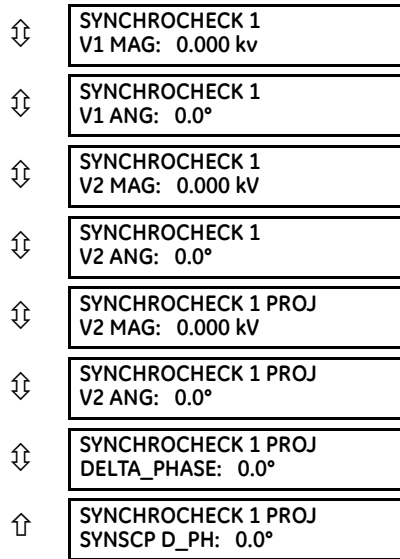 SYNCHROCHECK 1
V1 MAG: 0.000 kv
SYNCHROCHECK 1
V1 ANG: 0.0°
SYNCHROCHECK 1
V2 MAG: 0.000 kV
SYNCHROCHECK 1
V2 ANG: 0.0°
SYNCHROCHECK 1 PROJ
V2 MAG: 0.000 kV
SYNCHROCHECK 1 PROJ
V2 ANG: 0.0°
SYNCHROCHECK 1 PROJ
DELTA_PHASE: 0.0°
SYNCHROCHECK 1 PROJ
SYNSCP D_PH: 0.0°